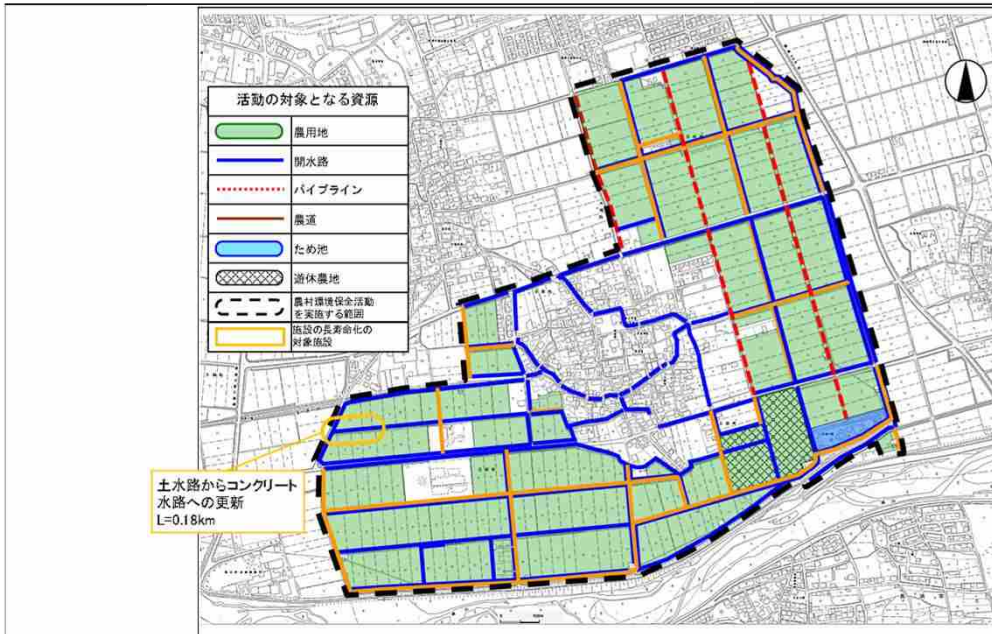 活動の対象となる資源
農用地
開水路
パイプライン
農道
ため池
遊休農地
農村環境保全活動
を実施する範囲
施設の長寿命化の
対象施設
土水路からコンクリート
水路への更新
L=0.18km